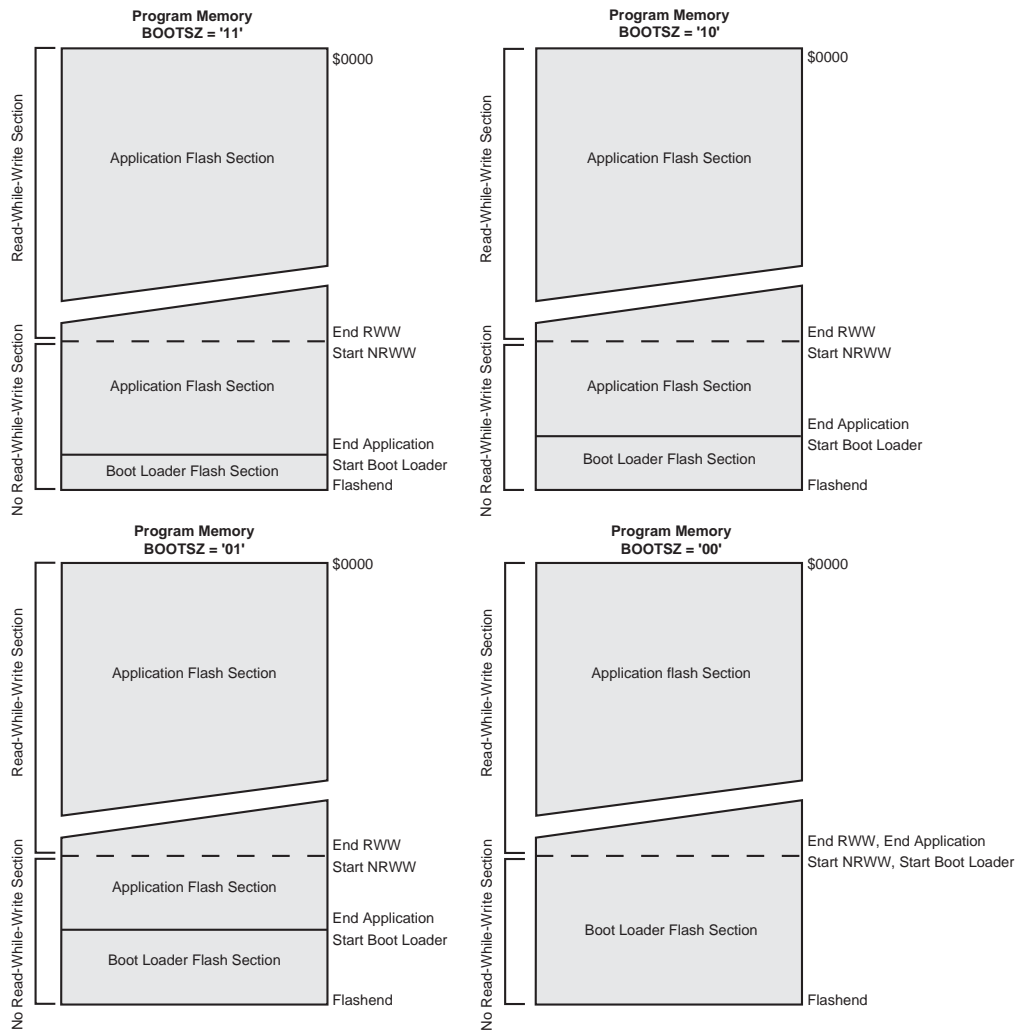 Program Memory
BOOTSZ = '11'
$0000
Read-While-Write Section
Application Flash Section
End RWW
Start NRWW
No Read-While-Write Section
Application Flash Section
End Application
Start Boot Loader
Boot Loader Flash Section
Flashend
Program Memory
BOOTSZ = '10'
$0000
Read-While-Write Section
Application Flash Section
End RWW
Start NRWW
No Read-While-Write Section
Application Flash Section
End Application
Start Boot Loader
Boot Loader Flash Section
Flashend
Program Memory
BOOTSZ = '01'
$0000
Read-While-Write Section
Application Flash Section
End RWW
Start NRWW
No Read-While-Write Section
Application Flash Section
End Application
Start Boot Loader
Boot Loader Flash Section
Flashend
Program Memory
BOOTSZ = '00'
$0000
Read-While-Write Section
Application flash Section
End RWW, End Application
Start NRWW, Start Boot Loader
No Read-While-Write Section
Boot Loader Flash Section
Flashend